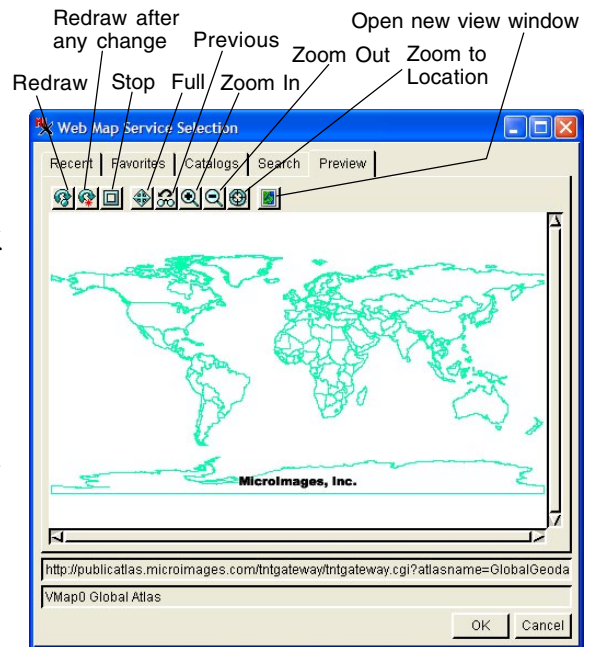 Redraw after
any change
Previous
Open new view window
Zoom Out
Zoom to
Location
Redraw
Stop
Full
Zoom In
Web Map Service Selection
Recent
Favorites
Catalogs
Search
Preview
MicroImages, Inc.
http://publicatlas.microimages.com/tntgateway/tntgateway.cgi?atlasname=GlobalGeoda
VMap0 Global Atlas
OK
Cancel